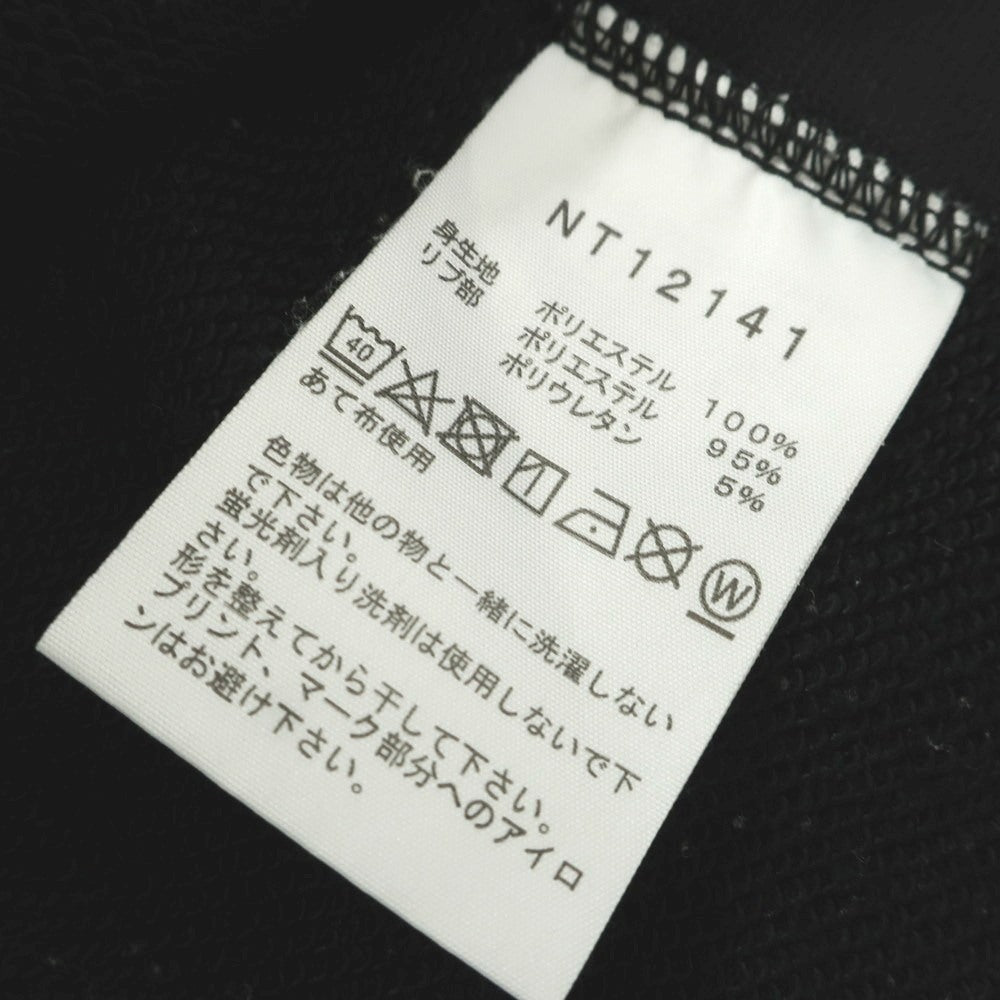 NT12141
身生地 ポリエステル 100%
リブ部 ポリエステル 95%
ポリウレタン 5%
40 W
あて布使用
色物は他の物と一緒に洗濯しない
で下さい。
蛍光剤入り洗剤は使用しないで下
さい。
形を整えてから干して下さい。
プリント、マーク部分へのアイロ
ンはお避け下さい。